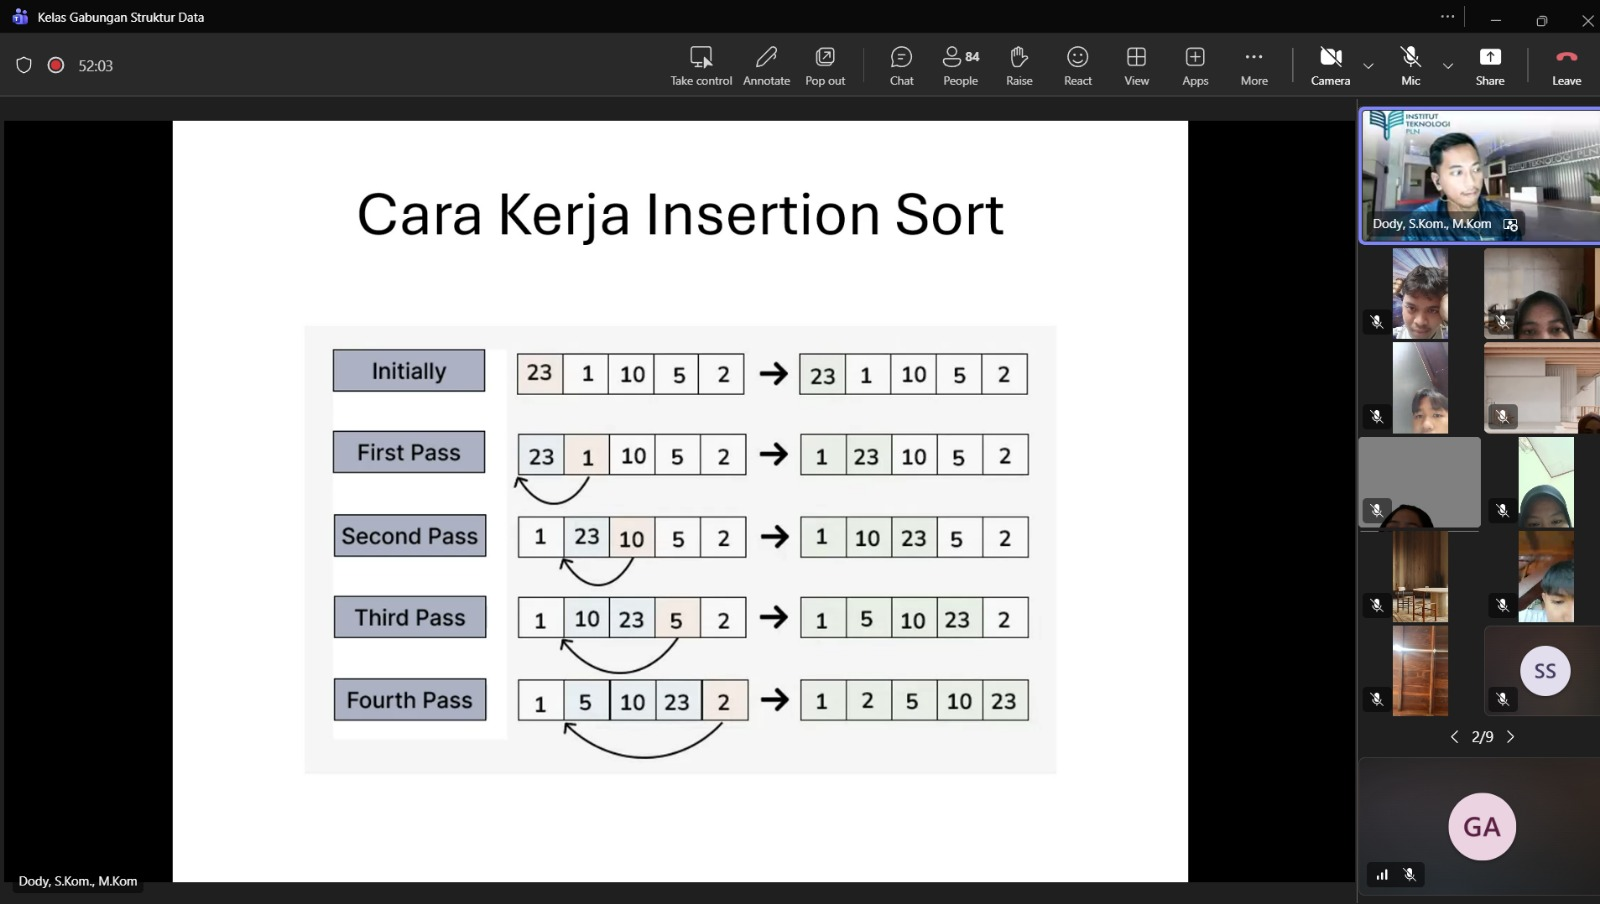 Kelas Gabungan Struktur Data
52:03
Take control
Annotate
Pop out
Chat
84
People
Raise
React
View
Apps
More
Camera
Mic
Share
Leave
Cara Kerja Insertion Sort
Initially 23 1 10 5 2 → 23 1 10 5 2
First Pass 23 1 10 5 2 → 1 23 10 5 2
Second Pass 1 23 10 5 2 → 1 10 23 5 2
Third Pass 1 10 23 5 2 → 1 5 10 23 2
Fourth Pass 1 5 10 23 2 → 1 2 5 10 23
Dody, S.Kom., M.Kom
INSTITUT
TEKNOLOGI
PLN
Dody, S.Kom., M.Kom
SS
2/9
GA